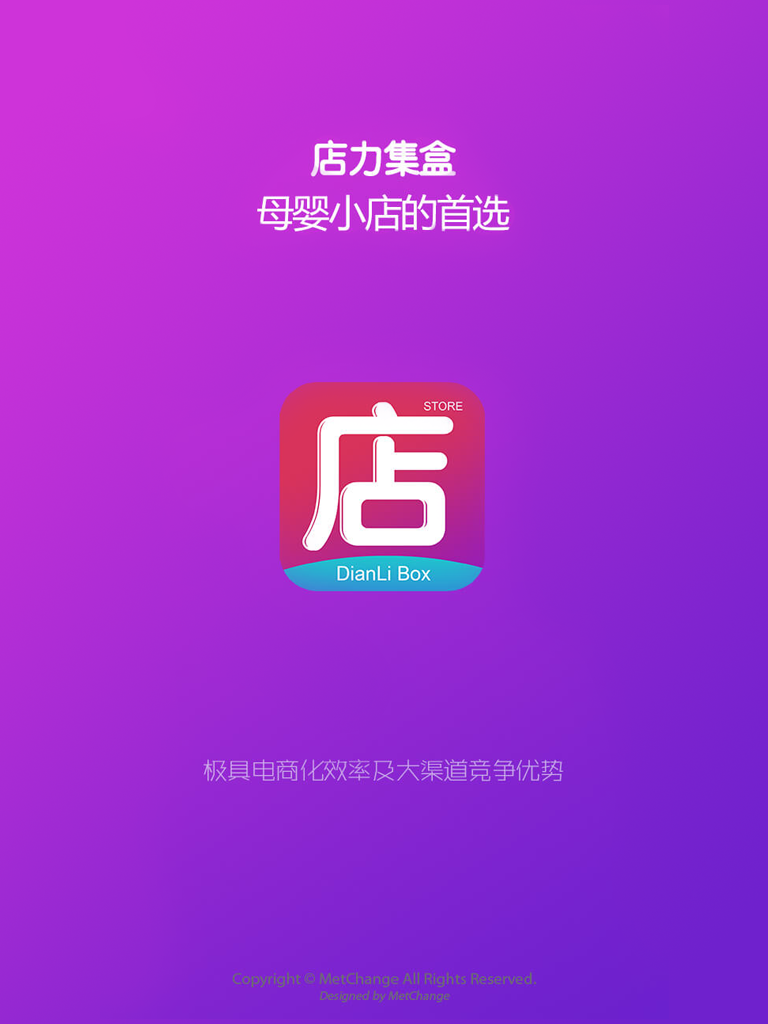 店力集盒
母婴小店的首选
STORE
店
DianLi Box
极具电商化效率及大渠道竞争优势
Copyright © MetChange All Rights Reserved.
Designed by MetChange